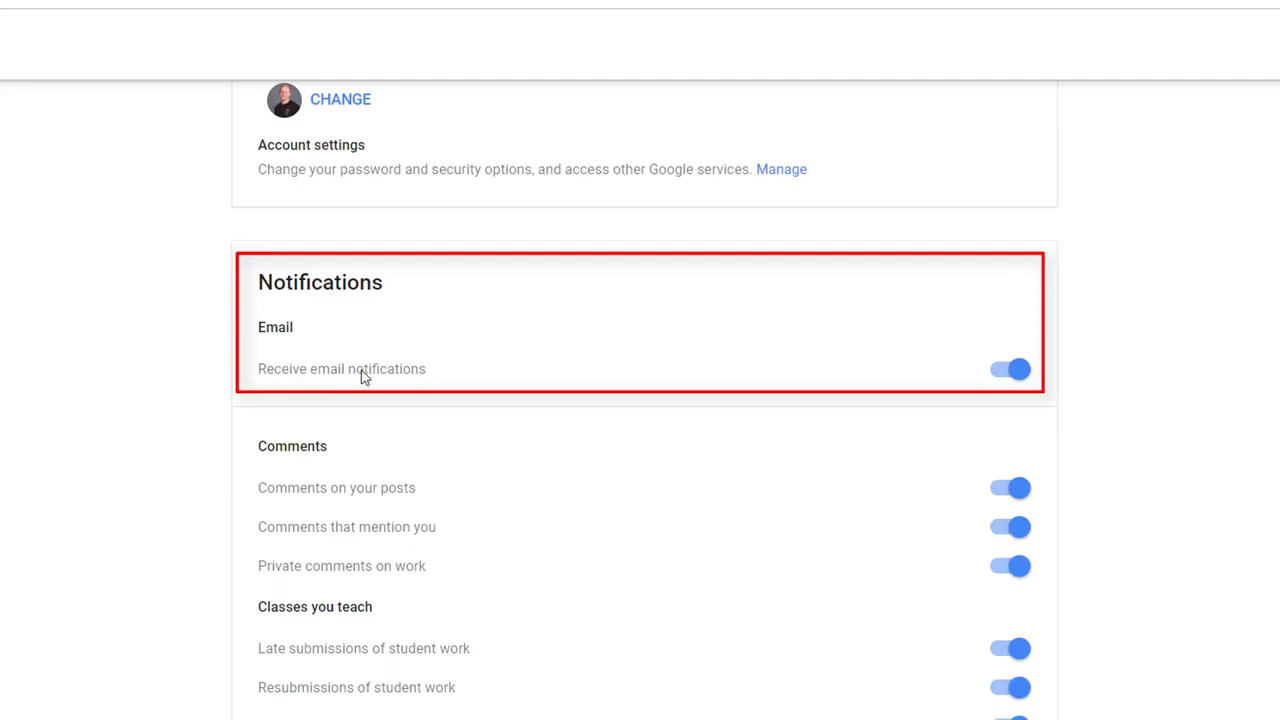 CHANGE
Account settings
Change your password and security options, and access other Google services. Manage
Notifications
Email
Receive email notifications
Comments
Comments on your posts
Comments that mention you
Private comments on work
Classes you teach
Late submissions of student work
Resubmissions of student work